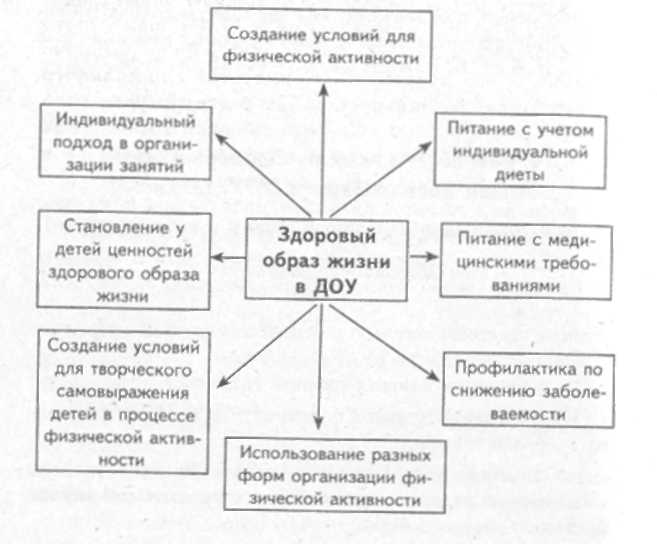 Создание условий для
физической активности
Индивидуальный
подход в органи-
зации занятий
Питание с учетом
индивидуальной
диеты
Становление у
детей ценностей
здорового образа
жизни
Здоровый
образ жизни
в ДОУ
Питание с меди-
цинскими требо-
ваниями
Создание условий
для творческого
самовыражения
детей в процессе
физической актив-
ности
Профилактика по
снижению заболе-
ваемости
Использование разных
форм организации фи-
зической активности